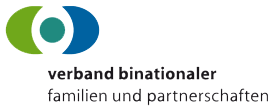 verband binationaler
familien und partnerschaften